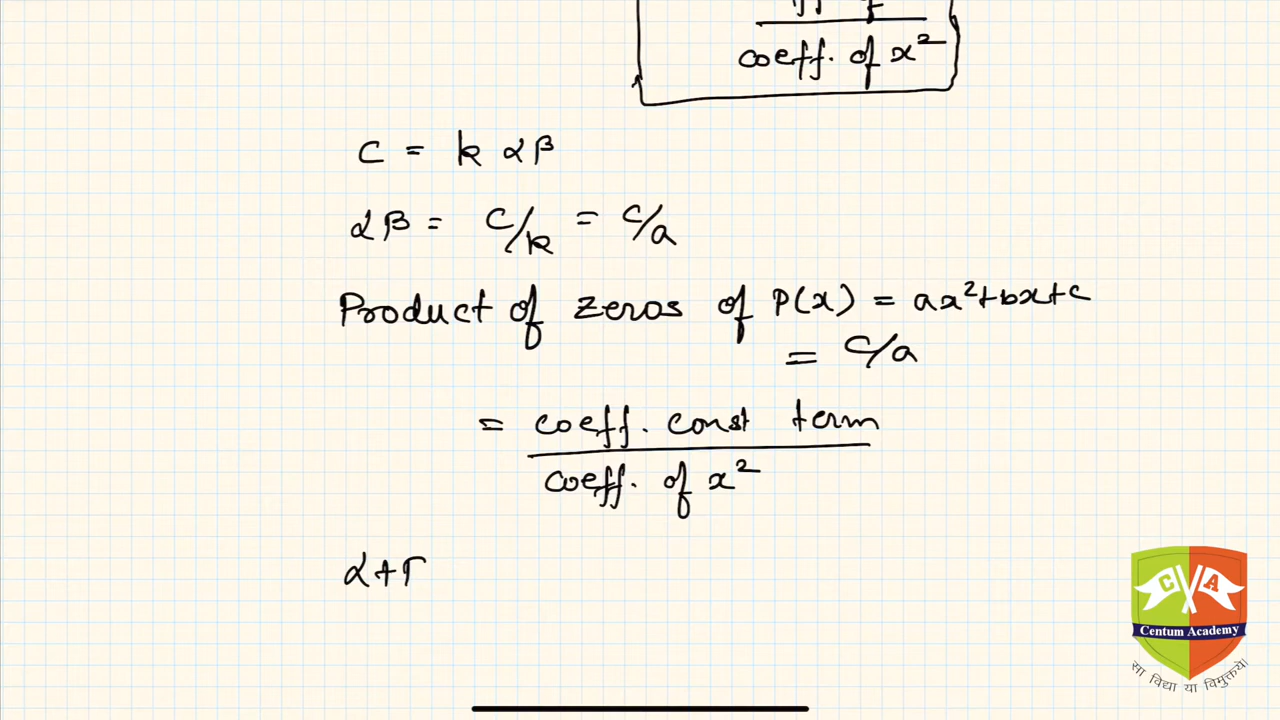 coeff. of x²
C = k αβ
αβ = C/k = C/a
Product of zeros of P(x) = ax²+bx+c
= C/a
= coeff. const term
coeff. of x²
α+
C A
Centum Academy
सा विद्या या विमुक्तये।